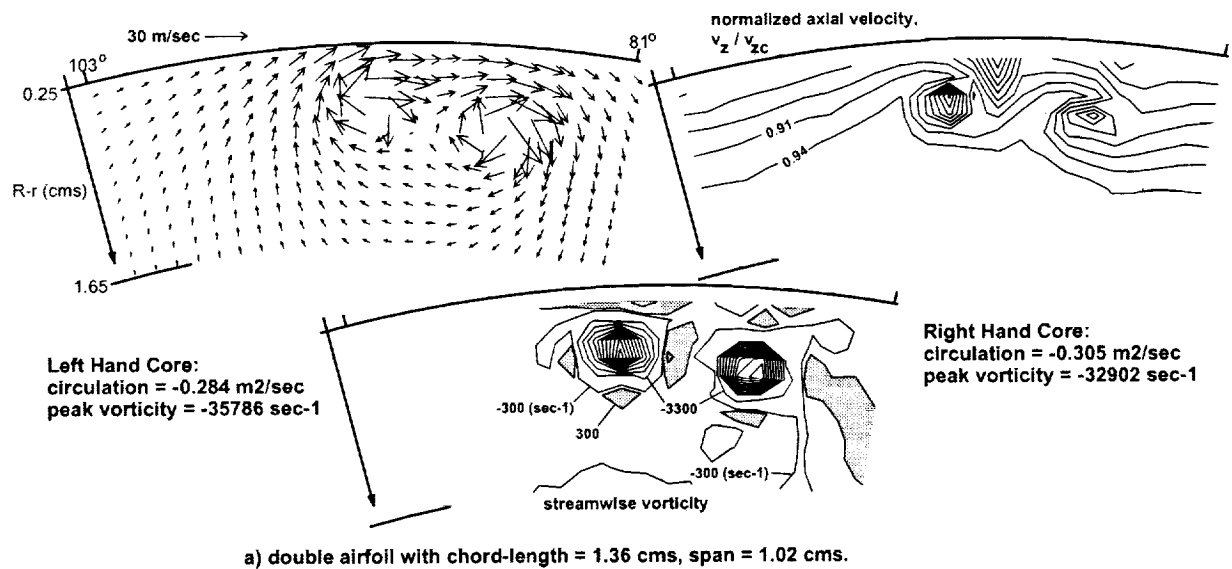 30 m/sec
103°
81°
0.25
R-r (cms)
1.65
normalized axial velocity,
v_z / v_zc
0.91
0.94
Left Hand Core:
circulation = -0.284 m2/sec
peak vorticity = -35786 sec-1
-300 (sec-1)
-3300
300
-300 (sec-1)
streamwise vorticity
Right Hand Core:
circulation = -0.305 m2/sec
peak vorticity = -32902 sec-1
a) double airfoil with chord-length = 1.36 cms, span = 1.02 cms.